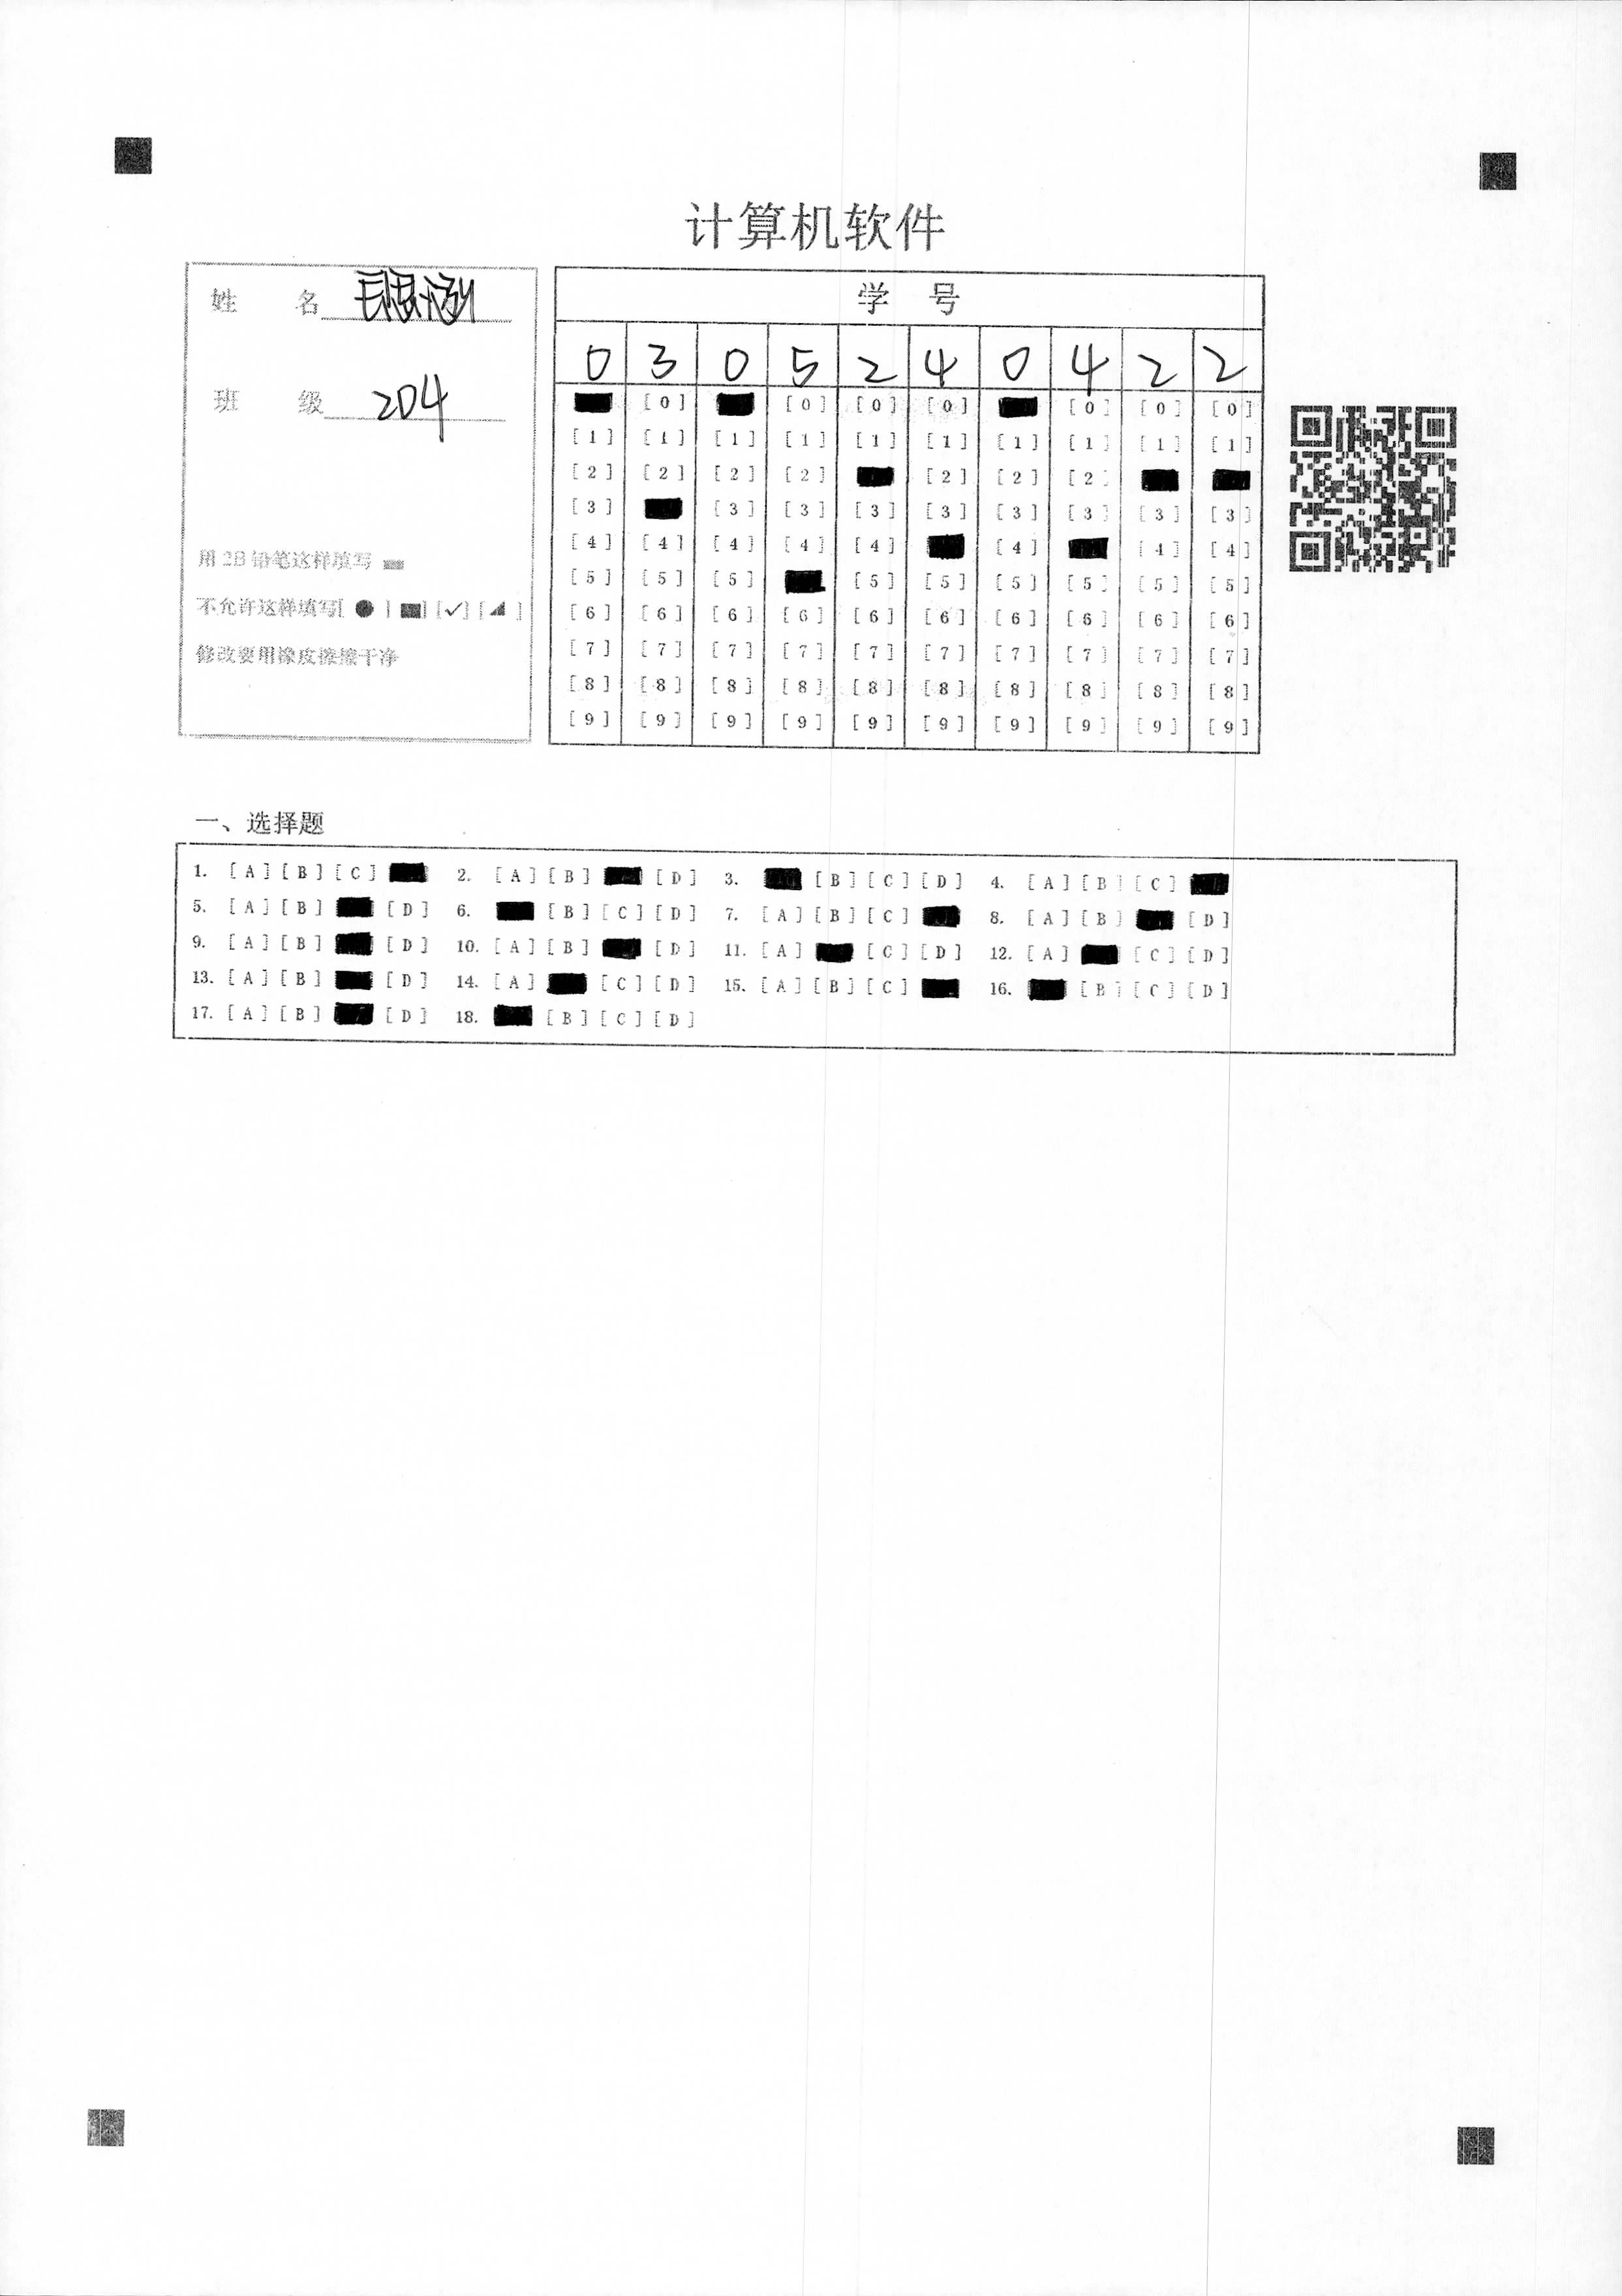 计算机软件
姓 名
班 级 204
用 2B 铅笔这样填写
不允许这样填写[ ● ] [✓] [ ]
修改要用橡皮擦擦干净
学 号
0 3 0 5 2 4 0 4 2 2
[0] [0] [0] [0] [0] [0] [0]
[1] [1] [1] [1] [1] [1] [1] [1] [1] [1]
[2] [2] [2] [2] [2] [2] [2]
[3] [3] [3] [3] [3] [3] [3] [3] [3]
[4] [4] [4] [4] [4] [4] [4] [4]
[5] [5] [5] [5] [5] [5] [5] [5] [5]
[6] [6] [6] [6] [6] [6] [6] [6] [6] [6]
[7] [7] [7] [7] [7] [7] [7] [7] [7] [7]
[8] [8] [8] [8] [8] [8] [8] [8] [8] [8]
[9] [9] [9] [9] [9] [9] [9] [9] [9] [9]
一、选择题
1. [A] [B] [C] 2. [A] [B] [D] 3. [B] [C] [D] 4. [A] [B] [C]
5. [A] [B] [D] 6. [B] [C] [D] 7. [A] [B] [C] 8. [A] [B] [D]
9. [A] [B] [D] 10. [A] [B] [D] 11. [A] [C] [D] 12. [A] [C] [D]
13. [A] [B] [D] 14. [A] [C] [D] 15. [A] [B] [C] 16. [B] [C] [D]
17. [A] [B] [D] 18. [B] [C] [D]